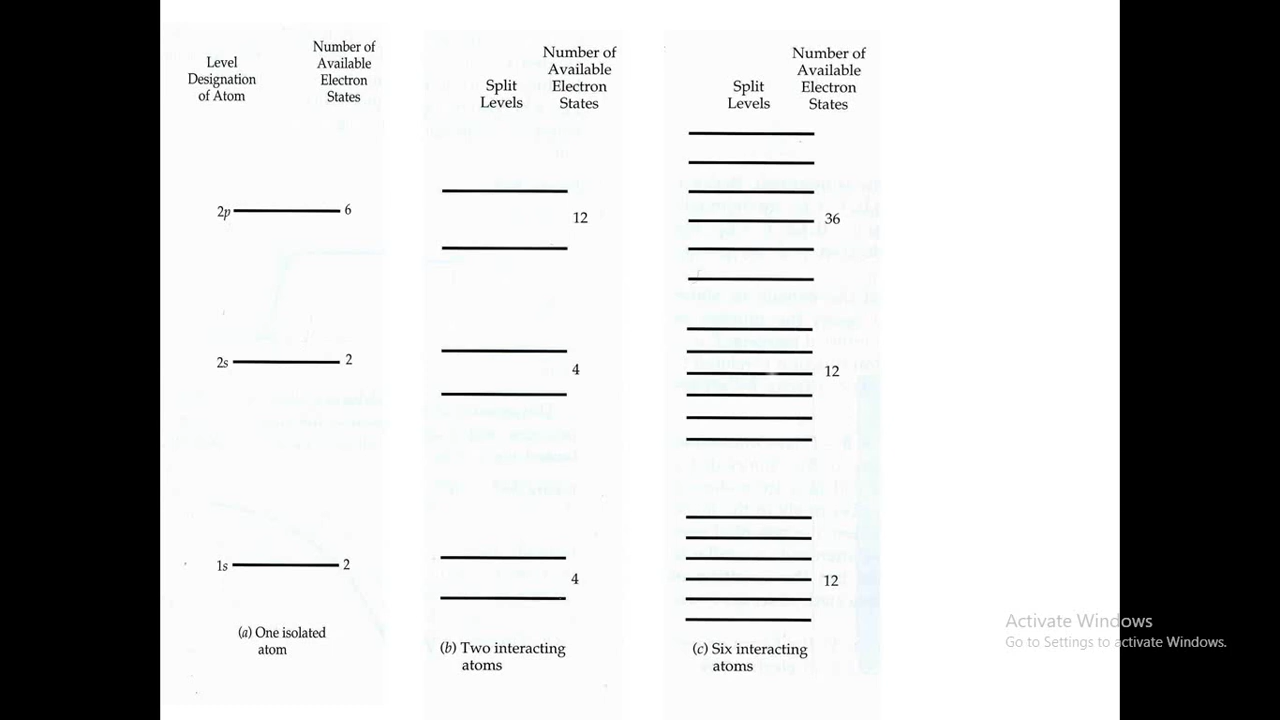 Level
Designation
of Atom
Number of
Available
Electron
States
2p
6
2s
2
1s
2
(a) One isolated
atom
Split
Levels
Number of
Available
Electron
States
12
4
4
(b) Two interacting
atoms
Split
Levels
Number of
Available
Electron
States
36
12
12
(c) Six interacting
atoms
Activate Windows
Go to Settings to activate Windows.